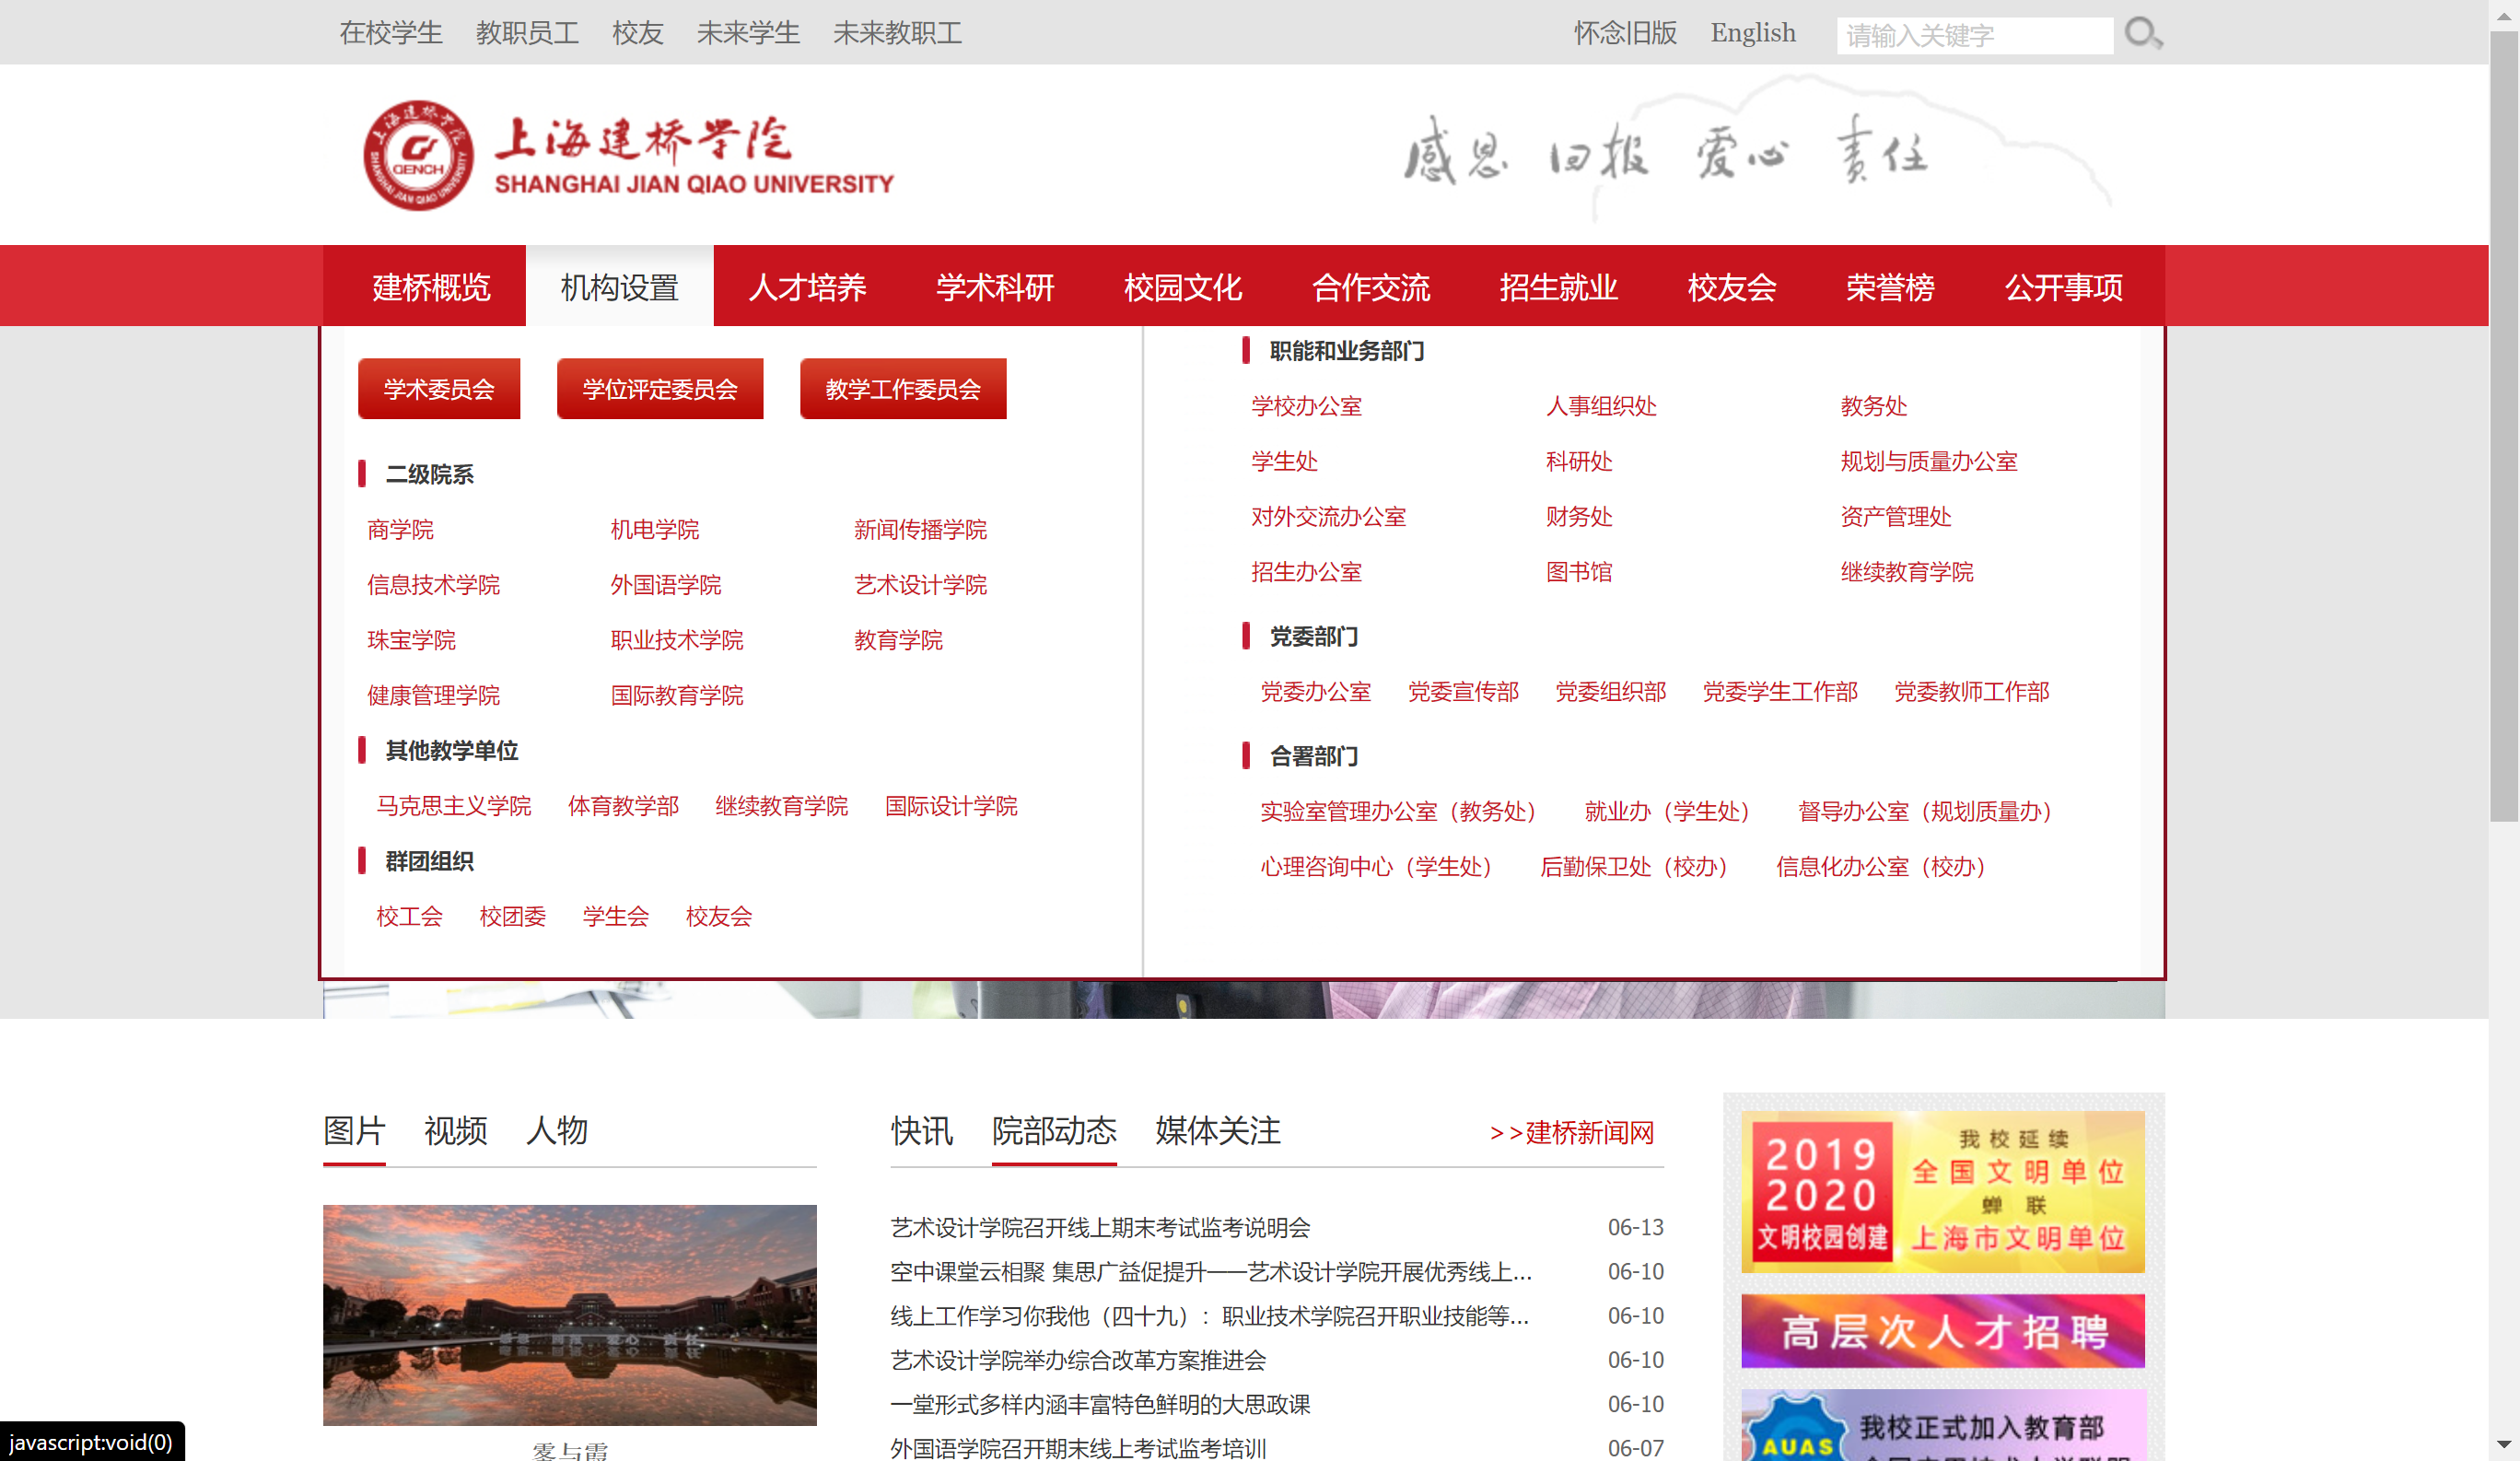 在校学生 教职员工 校友 未来学生 未来教职工 怀念旧版 English 请输入关键字
上海建桥学院
SHANGHAI JIAN QIAO UNIVERSITY
GENCH
感恩 回报 爱心 责任
建桥概览 机构设置 人才培养 学术科研 校园文化 合作交流 招生就业 校友会 荣誉榜 公开事项
学术委员会 学位评定委员会 教学工作委员会
二级院系
商学院 机电学院 新闻传播学院
信息技术学院 外国语学院 艺术设计学院
珠宝学院 职业技术学院 教育学院
健康管理学院 国际教育学院
其他教学单位
马克思主义学院 体育教学部 继续教育学院 国际设计学院
群团组织
校工会 校团委 学生会 校友会
职能和业务部门
学校办公室 人事组织处 教务处
学生处 科研处 规划与质量办公室
对外交流办公室 财务处 资产管理处
招生办公室 图书馆 继续教育学院
党委部门
党委办公室 党委宣传部 党委组织部 党委学生工作部 党委教师工作部
合署部门
实验室管理办公室（教务处） 就业办（学生处） 督导办公室（规划质量办）
心理咨询中心（学生处） 后勤保卫处（校办） 信息化办公室（校办）
图片 视频 人物
感恩 回报 爱心 责任
雾与霞
快讯 院部动态 媒体关注 >>建桥新闻网
艺术设计学院召开线上期末考试监考说明会 06-13
空中课堂云相聚 集思广益促提升——艺术设计学院开展优秀线上... 06-10
线上工作学习你我他（四十九）：职业技术学院召开职业技能等... 06-10
艺术设计学院举办综合改革方案推进会 06-10
一堂形式多样内涵丰富特色鲜明的大思政课 06-10
外国语学院召开期末线上考试监考培训 06-07
2019
2020
文明校园创建
我校延续
全国文明单位
蝉联
上海市文明单位
高层次人才招聘
AUAS
我校正式加入教育部
javascript:void(0)